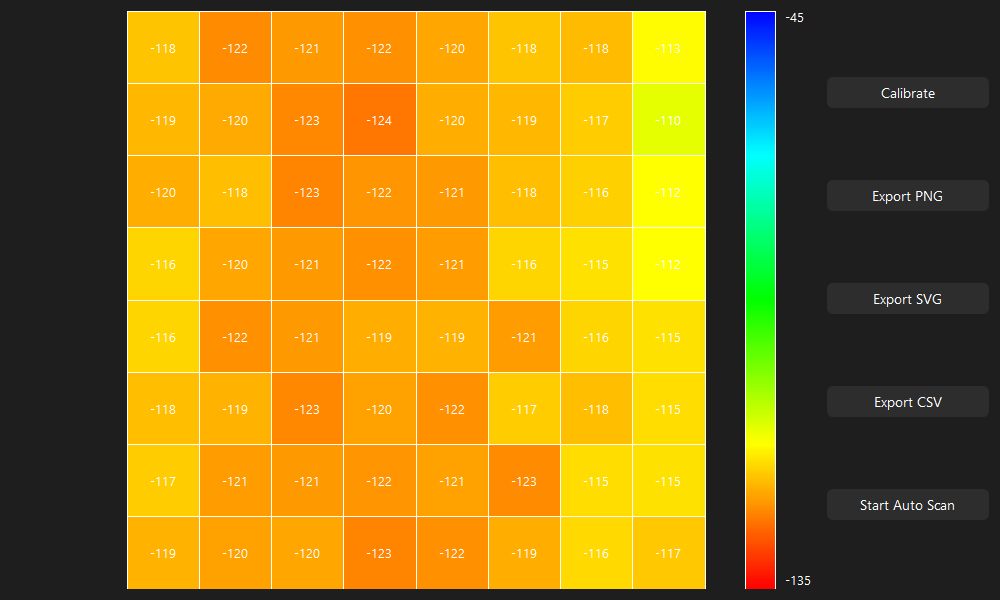 -118 -122 -121 -122 -120 -118 -118 -113
-119 -120 -123 -124 -120 -119 -117 -110
-120 -118 -123 -122 -121 -118 -116 -112
-116 -120 -121 -122 -121 -116 -115 -112
-116 -122 -121 -119 -119 -121 -116 -115
-118 -119 -123 -120 -122 -117 -118 -115
-117 -121 -121 -122 -121 -123 -115 -115
-119 -120 -120 -123 -122 -119 -116 -117
-45
-135
Calibrate
Export PNG
Export SVG
Export CSV
Start Auto Scan